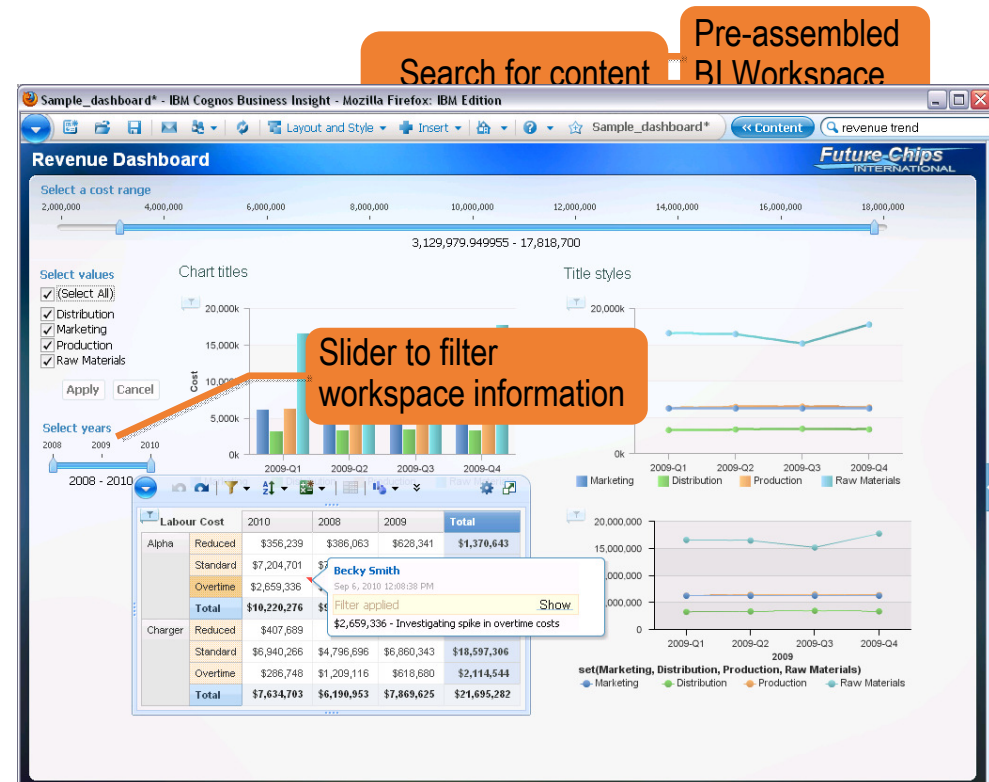 Pre-assembled
Search for content
BI Workspace
Sample_dashboard* - IBM Cognos Business Insight - Mozilla Firefox: IBM Edition
Layout and Style
Insert
Sample_dashboard*
<< Content
revenue trend
Revenue Dashboard
Future Chips
INTERNATIONAL
Select a cost range
2,000,000 4,000,000 6,000,000 8,000,000 10,000,000 12,000,000 14,000,000 16,000,000 18,000,000
3,129,979.949955 - 17,818,700
Select values
(Select All)
Distribution
Marketing
Production
Raw Materials
Apply Cancel
Select years
2008 2009 2010
2008 - 2010
Chart titles
20,000k
15,000k
10,000k
5,000k
0k
Cost
2009-Q1 2009-Q2 2009-Q3 2009-Q4
Slider to filter
workspace information
Title styles
20,000k
0k
2009-Q1 2009-Q2 2009-Q3 2009-Q4
Marketing Distribution Production Raw Materials
Labour Cost 2010 2008 2009 Total
Alpha Reduced $356,239 $386,063 $628,341 $1,370,643
Standard $7,204,701
Overtime $2,659,336
Total $10,220,276
Charger Reduced $407,689
Standard $6,940,266 $4,796,696 $6,860,343 $18,597,306
Overtime $286,748 $1,209,116 $618,680 $2,114,544
Total $7,634,703 $6,190,953 $7,869,625 $21,695,282
Becky Smith
Sep 6, 2010 12:08:38 PM
Filter applied Show
$2,659,336 - Investigating spike in overtime costs
20,000,000
15,000,000
,000,000
,000,000
0
2009-Q1 2009-Q2 2009-Q3 2009-Q4
2009
set(Marketing, Distribution, Production, Raw Materials)
Marketing Distribution Production Raw Materials